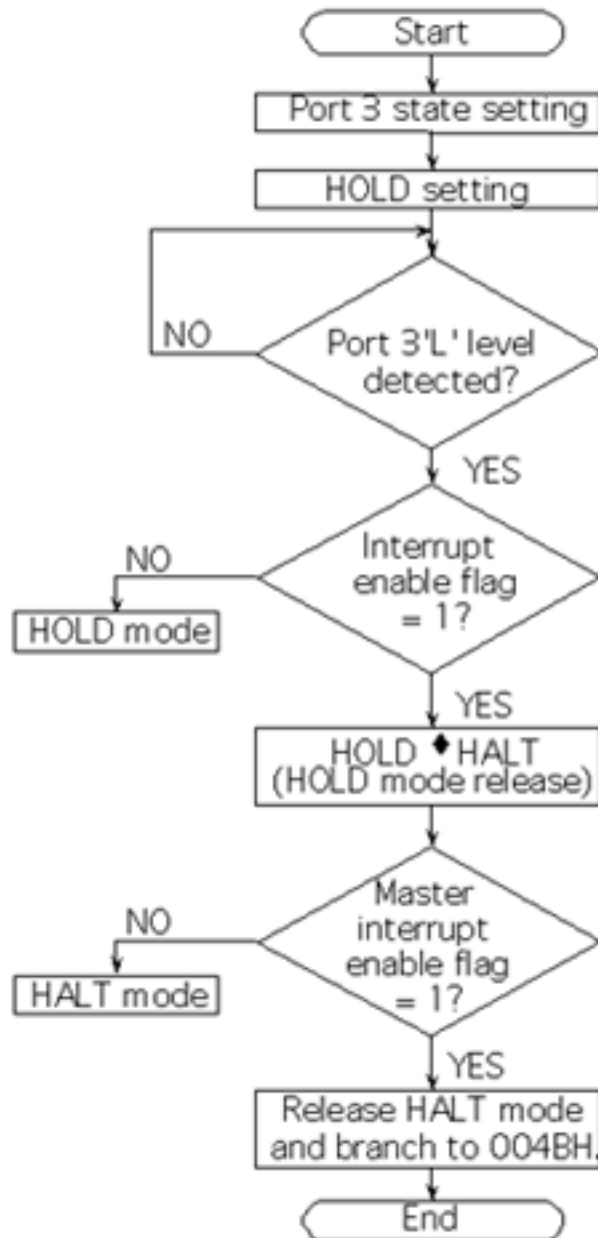 Start
Port 3 state setting
HOLD setting
NO
Port 3'L' level
detected?
YES
Interrupt
enable flag
= 1?
NO
HOLD mode
YES
HOLD ♦ HALT
(HOLD mode release)
Master
interrupt
enable flag
= 1?
NO
HALT mode
YES
Release HALT mode
and branch to 004BH.
End